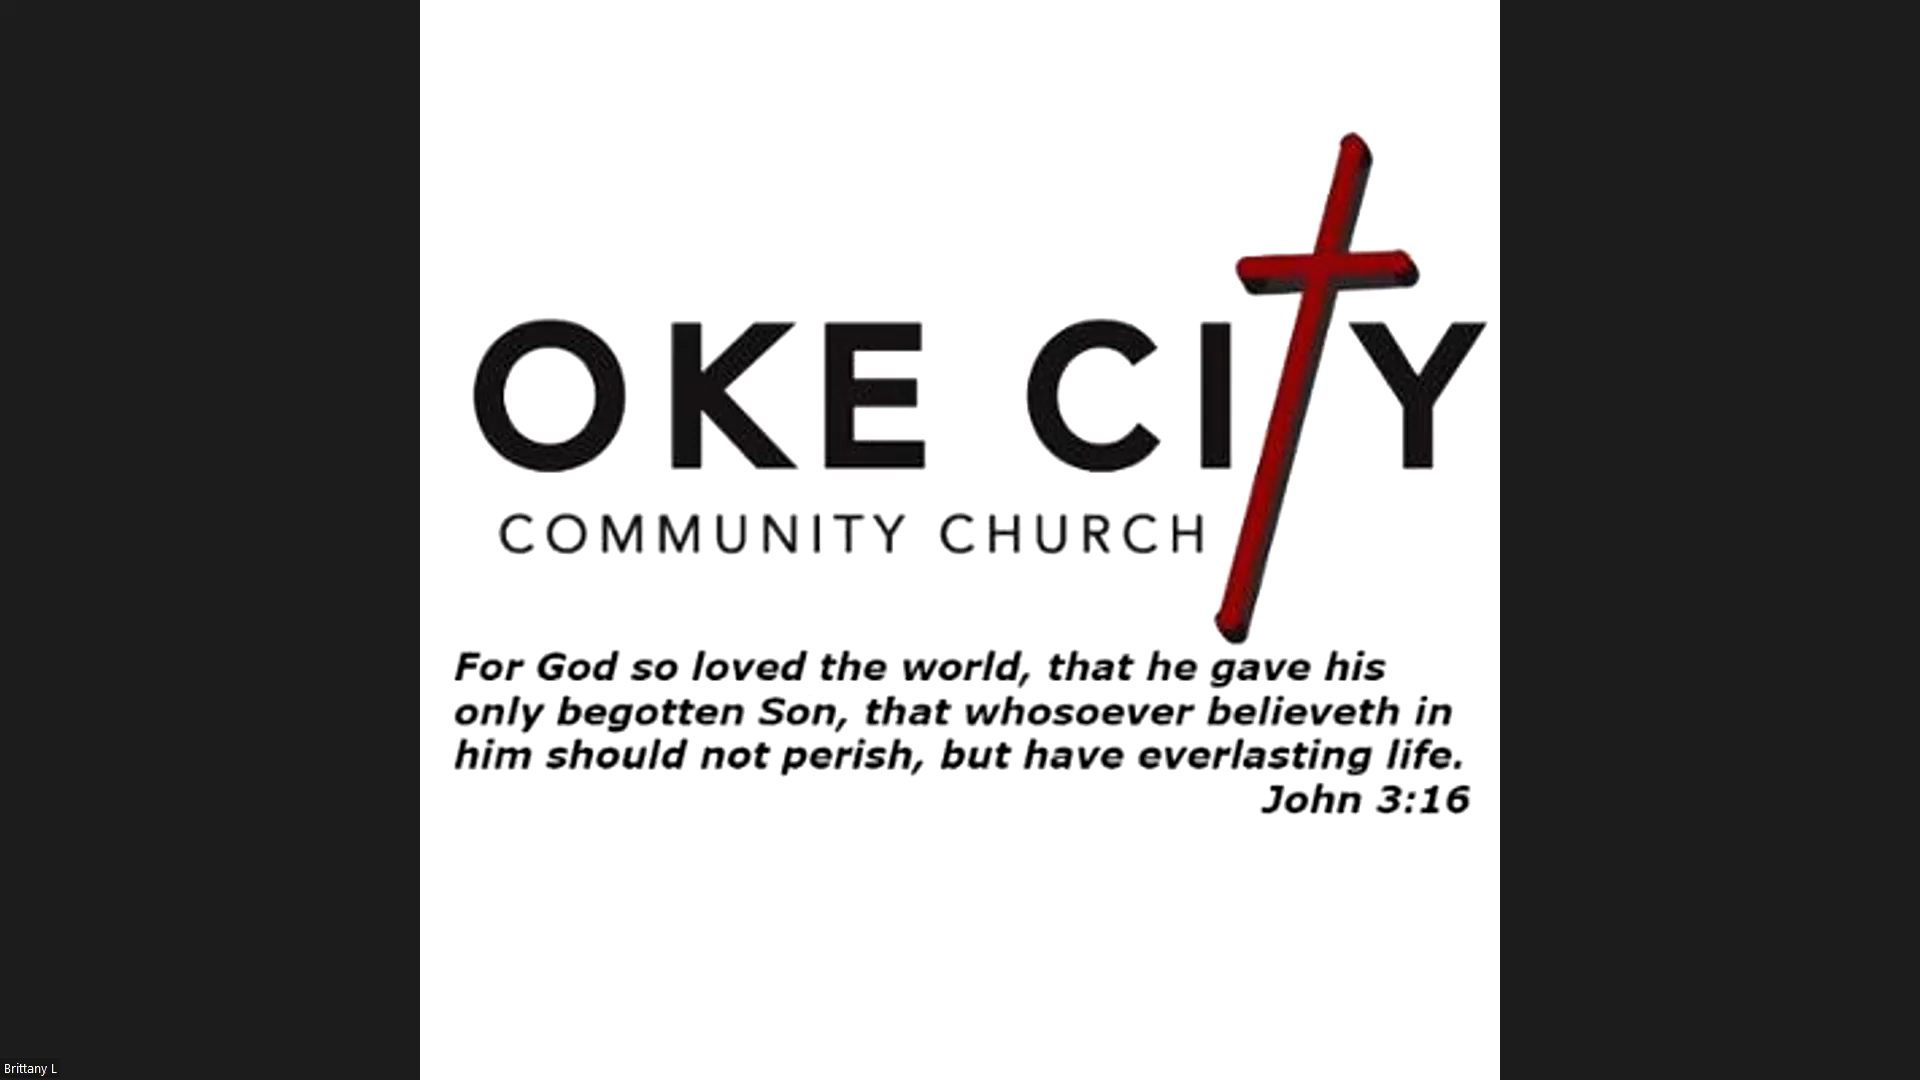 OKE CITY
COMMUNITY CHURCH
For God so loved the world, that he gave his
only begotten Son, that whosoever believeth in
him should not perish, but have everlasting life.
John 3:16
Brittany L